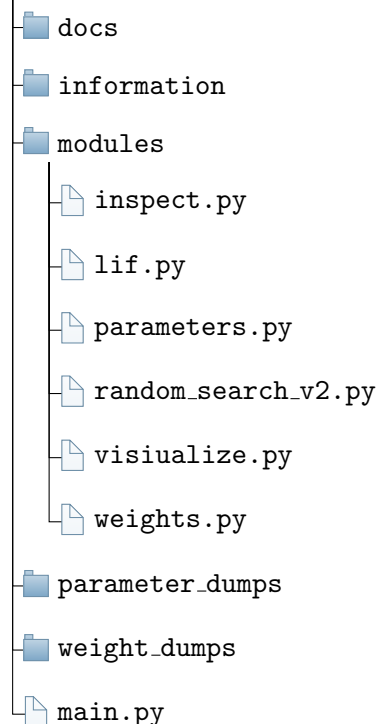 docs
information
modules
inspect.py
lif.py
parameters.py
random_search_v2.py
visiualize.py
weights.py
parameter_dumps
weight_dumps
main.py